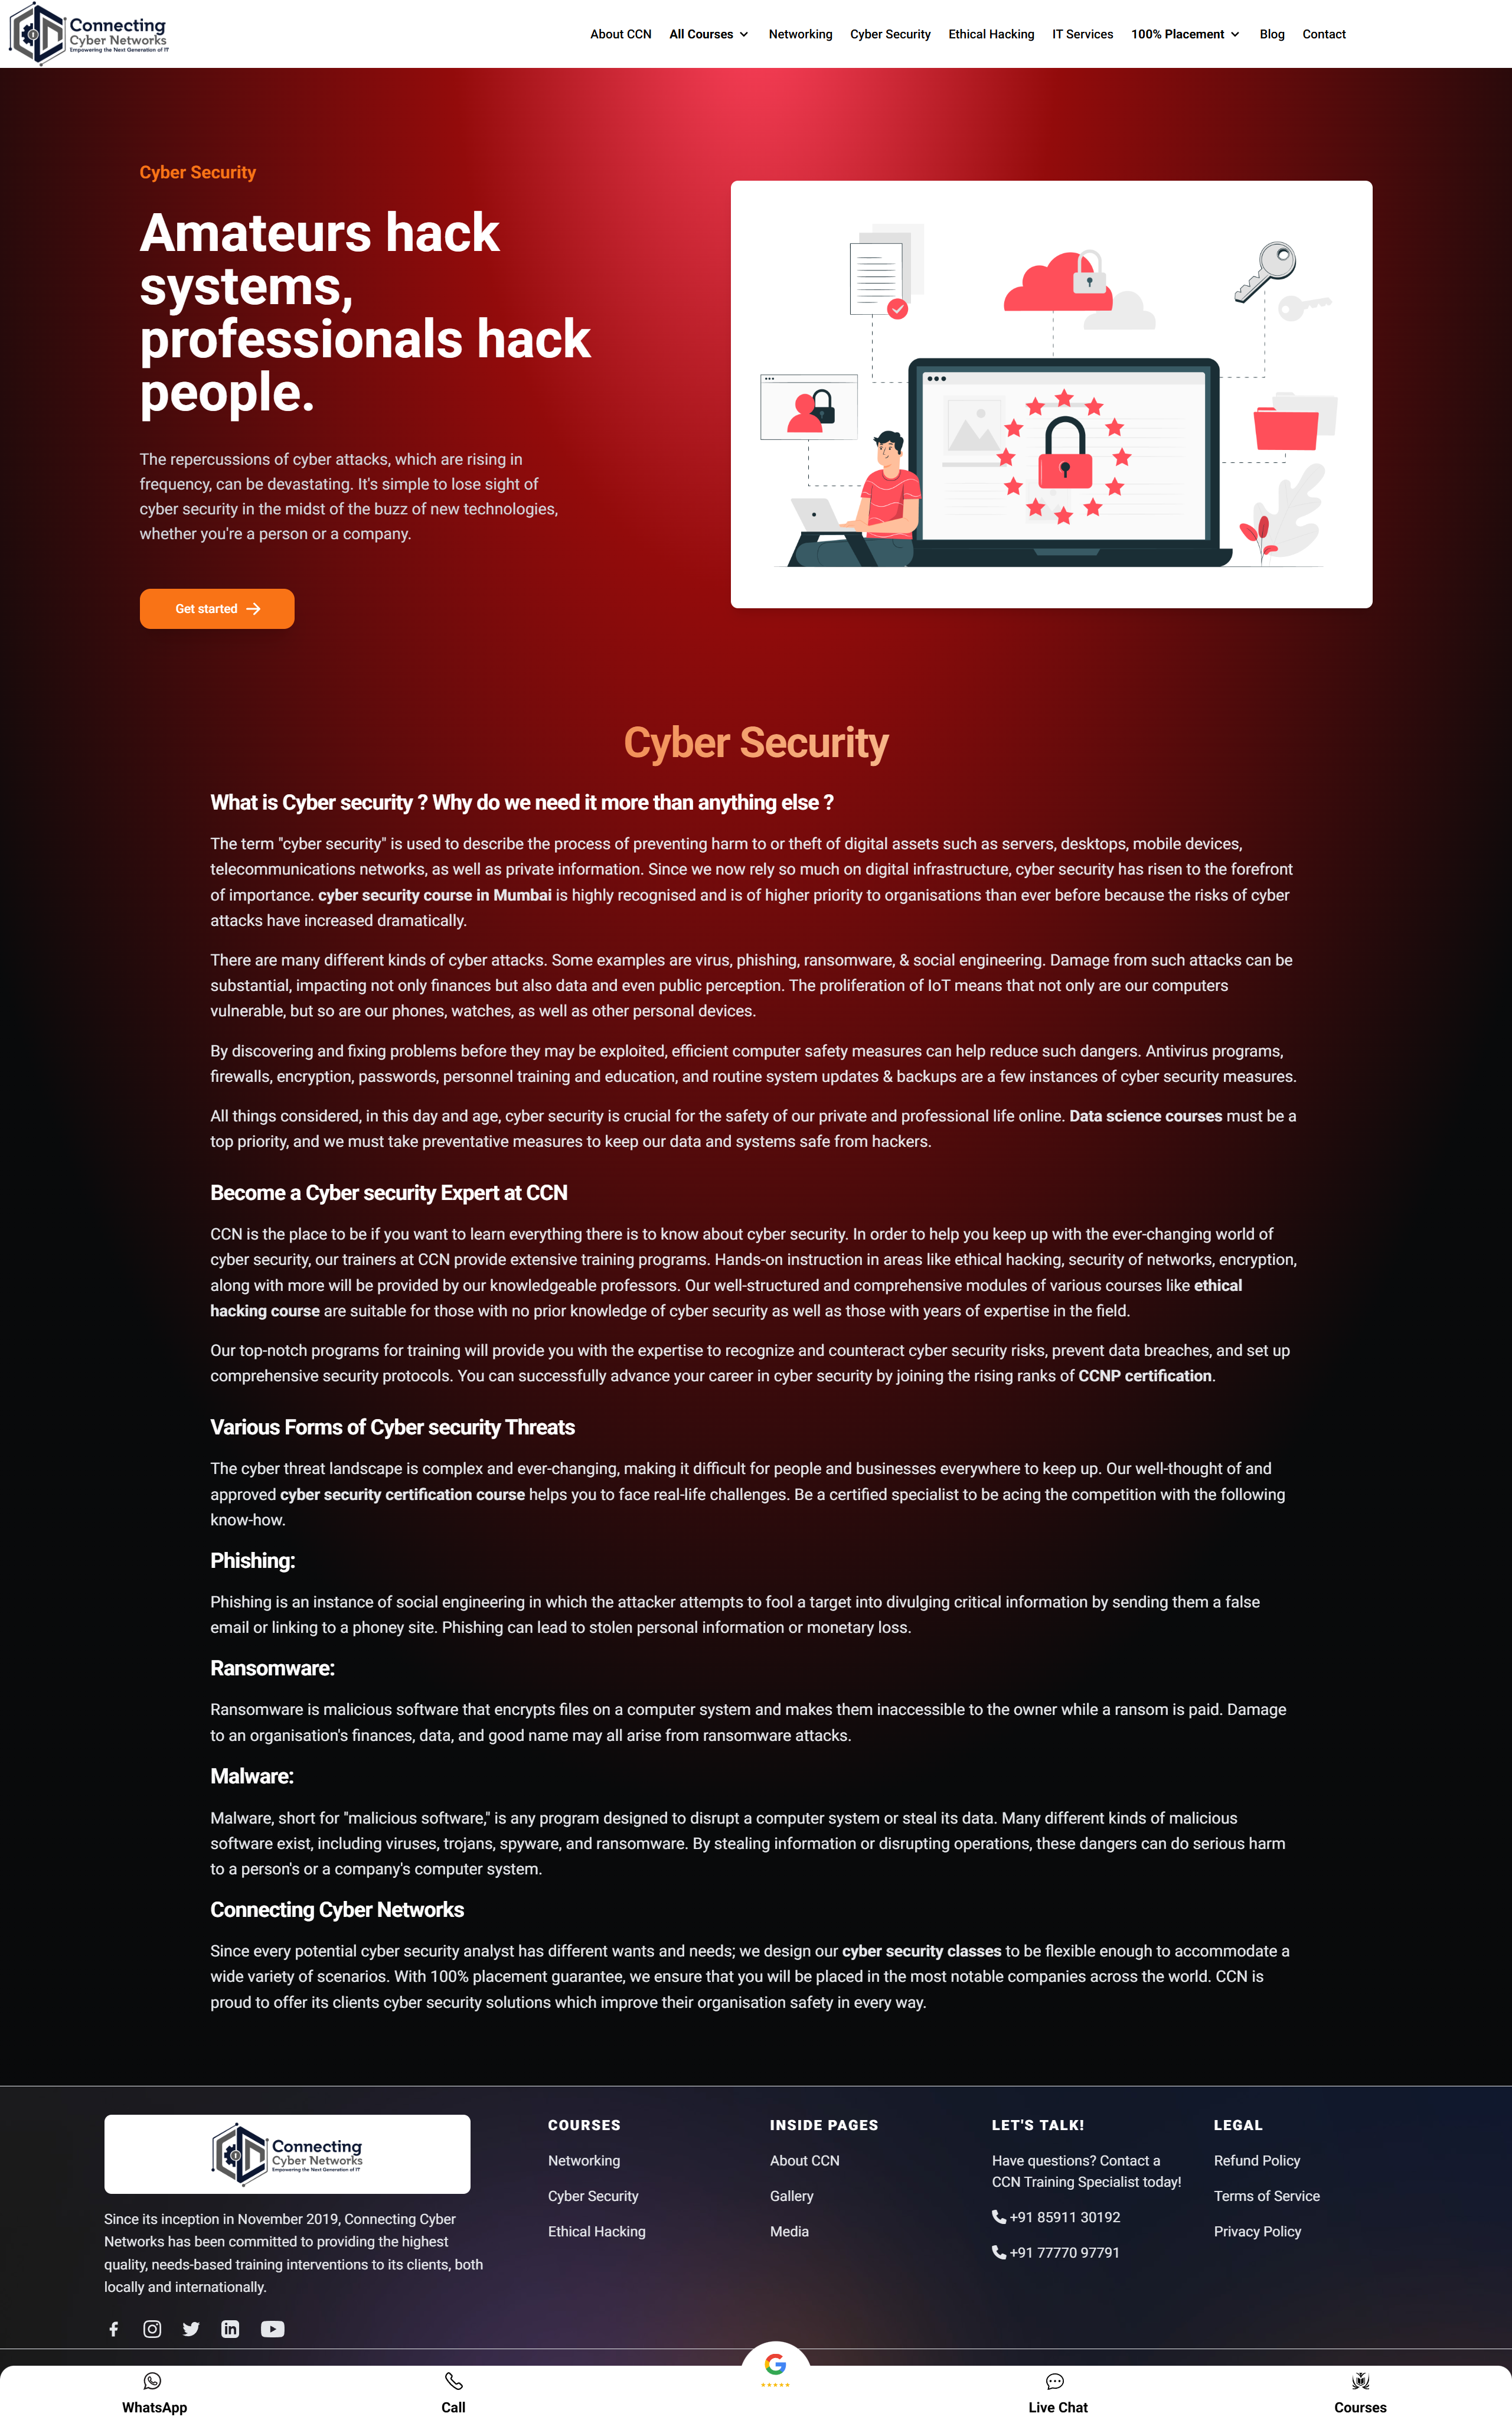 Connecting
Cyber Networks
Empowering the Next Generation of IT
About CCN All Courses Networking Cyber Security Ethical Hacking IT Services 100% Placement Blog Contact
Cyber Security
Amateurs hack
systems,
professionals hack
people.
The repercussions of cyber attacks, which are rising in
frequency, can be devastating. It's simple to lose sight of
cyber security in the midst of the buzz of new technologies,
whether you're a person or a company.
Get started
Cyber Security
What is Cyber security ? Why do we need it more than anything else ?
The term "cyber security" is used to describe the process of preventing harm to or theft of digital assets such as servers, desktops, mobile devices,
telecommunications networks, as well as private information. Since we now rely so much on digital infrastructure, cyber security has risen to the forefront
of importance. cyber security course in Mumbai is highly recognised and is of higher priority to organisations than ever before because the risks of cyber
attacks have increased dramatically.
There are many different kinds of cyber attacks. Some examples are virus, phishing, ransomware, & social engineering. Damage from such attacks can be
substantial, impacting not only finances but also data and even public perception. The proliferation of IoT means that not only are our computers
vulnerable, but so are our phones, watches, as well as other personal devices.
By discovering and fixing problems before they may be exploited, efficient computer safety measures can help reduce such dangers. Antivirus programs,
firewalls, encryption, passwords, personnel training and education, and routine system updates & backups are a few instances of cyber security measures.
All things considered, in this day and age, cyber security is crucial for the safety of our private and professional life online. Data science courses must be a
top priority, and we must take preventative measures to keep our data and systems safe from hackers.
Become a Cyber security Expert at CCN
CCN is the place to be if you want to learn everything there is to know about cyber security. In order to help you keep up with the ever-changing world of
cyber security, our trainers at CCN provide extensive training programs. Hands-on instruction in areas like ethical hacking, security of networks, encryption,
along with more will be provided by our knowledgeable professors. Our well-structured and comprehensive modules of various courses like ethical
hacking course are suitable for those with no prior knowledge of cyber security as well as those with years of expertise in the field.
Our top-notch programs for training will provide you with the expertise to recognize and counteract cyber security risks, prevent data breaches, and set up
comprehensive security protocols. You can successfully advance your career in cyber security by joining the rising ranks of CCNP certification.
Various Forms of Cyber security Threats
The cyber threat landscape is complex and ever-changing, making it difficult for people and businesses everywhere to keep up. Our well-thought of and
approved cyber security certification course helps you to face real-life challenges. Be a certified specialist to be acing the competition with the following
know-how.
Phishing:
Phishing is an instance of social engineering in which the attacker attempts to fool a target into divulging critical information by sending them a false
email or linking to a phoney site. Phishing can lead to stolen personal information or monetary loss.
Ransomware:
Ransomware is malicious software that encrypts files on a computer system and makes them inaccessible to the owner while a ransom is paid. Damage
to an organisation's finances, data, and good name may all arise from ransomware attacks.
Malware:
Malware, short for "malicious software," is any program designed to disrupt a computer system or steal its data. Many different kinds of malicious
software exist, including viruses, trojans, spyware, and ransomware. By stealing information or disrupting operations, these dangers can do serious harm
to a person's or a company's computer system.
Connecting Cyber Networks
Since every potential cyber security analyst has different wants and needs; we design our cyber security classes to be flexible enough to accommodate a
wide variety of scenarios. With 100% placement guarantee, we ensure that you will be placed in the most notable companies across the world. CCN is
proud to offer its clients cyber security solutions which improve their organisation safety in every way.
Connecting
Cyber Networks
Empowering the Next Generation of IT
Since its inception in November 2019, Connecting Cyber
Networks has been committed to providing the highest
quality, needs-based training interventions to its clients, both
locally and internationally.
COURSES
Networking
Cyber Security
Ethical Hacking
INSIDE PAGES
About CCN
Gallery
Media
LET'S TALK!
Have questions? Contact a
CCN Training Specialist today!
+91 85911 30192
+91 77770 97791
LEGAL
Refund Policy
Terms of Service
Privacy Policy
WhatsApp
Call
Live Chat
Courses